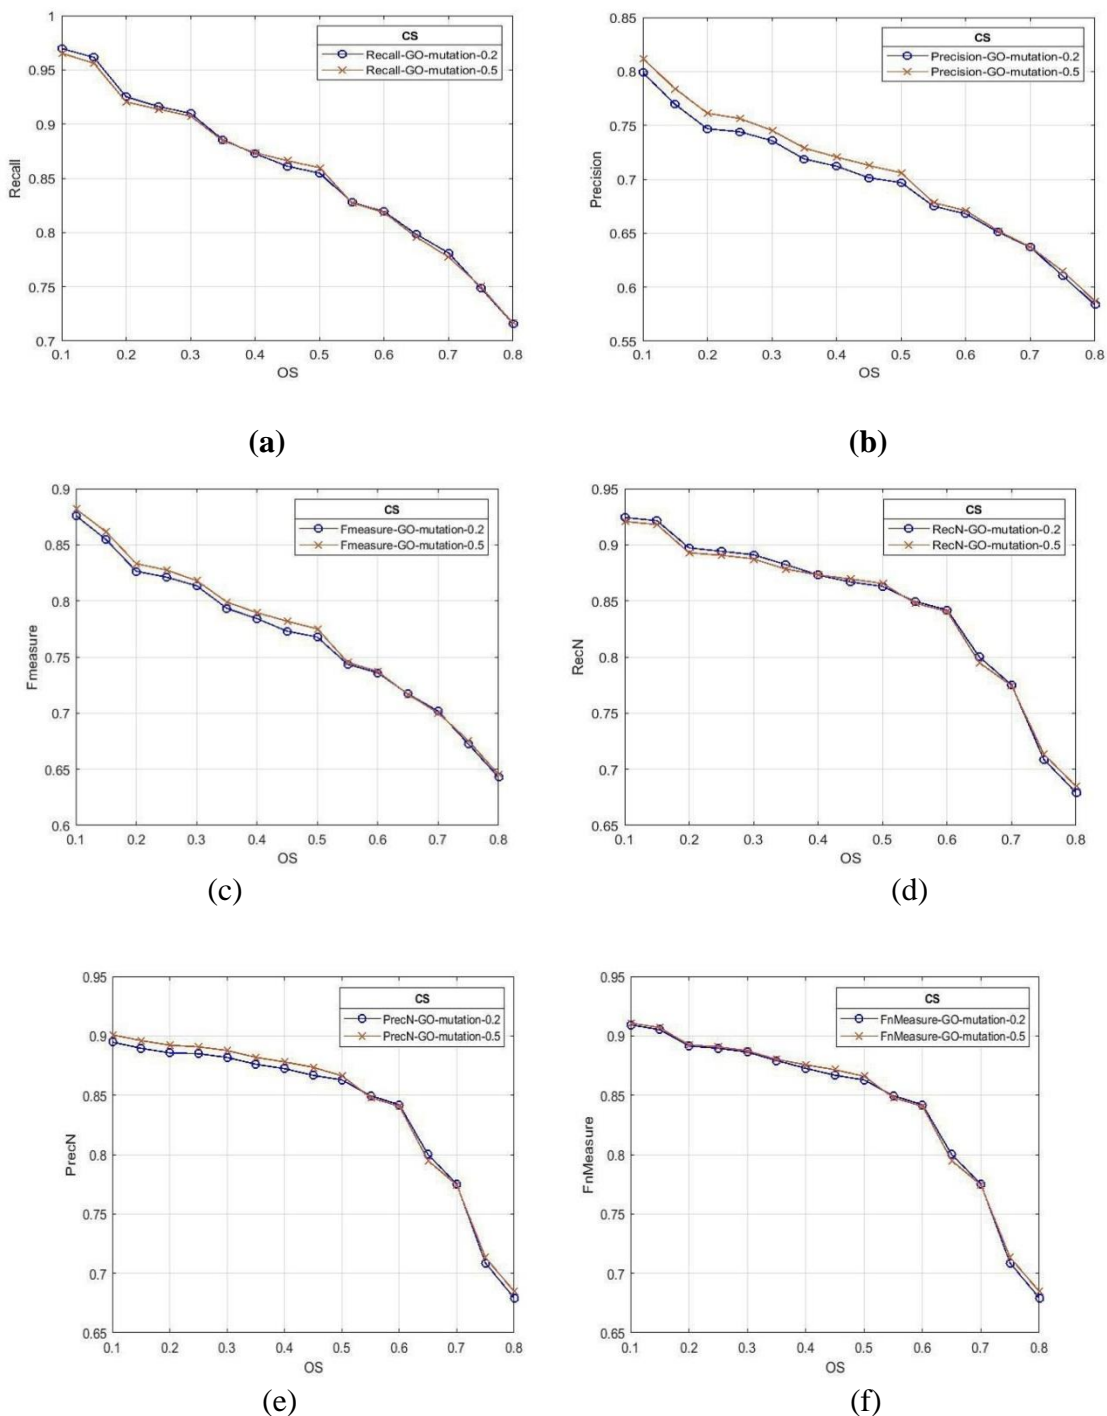 CS
Recall-GO-mutation-0.2
Recall-GO-mutation-0.5
1
0.95
0.9
0.85
0.8
0.75
0.7
Recall
0.1 0.2 0.3 0.4 0.5 0.6 0.7 0.8
OS
(a)
CS
Precision-GO-mutation-0.2
Precision-GO-mutation-0.5
0.85
0.8
0.75
0.7
0.65
0.6
0.55
Precision
0.1 0.2 0.3 0.4 0.5 0.6 0.7 0.8
OS
(b)
CS
Fmeasure-GO-mutation-0.2
Fmeasure-GO-mutation-0.5
0.9
0.85
0.8
0.75
0.7
0.65
0.6
Fmeasure
0.1 0.2 0.3 0.4 0.5 0.6 0.7 0.8
OS
(c)
CS
RecN-GO-mutation-0.2
RecN-GO-mutation-0.5
0.95
0.9
0.85
0.8
0.75
0.7
0.65
RecN
0.1 0.2 0.3 0.4 0.5 0.6 0.7 0.8
OS
(d)
CS
PrecN-GO-mutation-0.2
PrecN-GO-mutation-0.5
0.95
0.9
0.85
0.8
0.75
0.7
0.65
PrecN
0.1 0.2 0.3 0.4 0.5 0.6 0.7 0.8
OS
(e)
CS
FnMeasure-GO-mutation-0.2
FnMeasure-GO-mutation-0.5
0.95
0.9
0.85
0.8
0.75
0.7
0.65
FnMeasure
0.1 0.2 0.3 0.4 0.5 0.6 0.7 0.8
OS
(f)